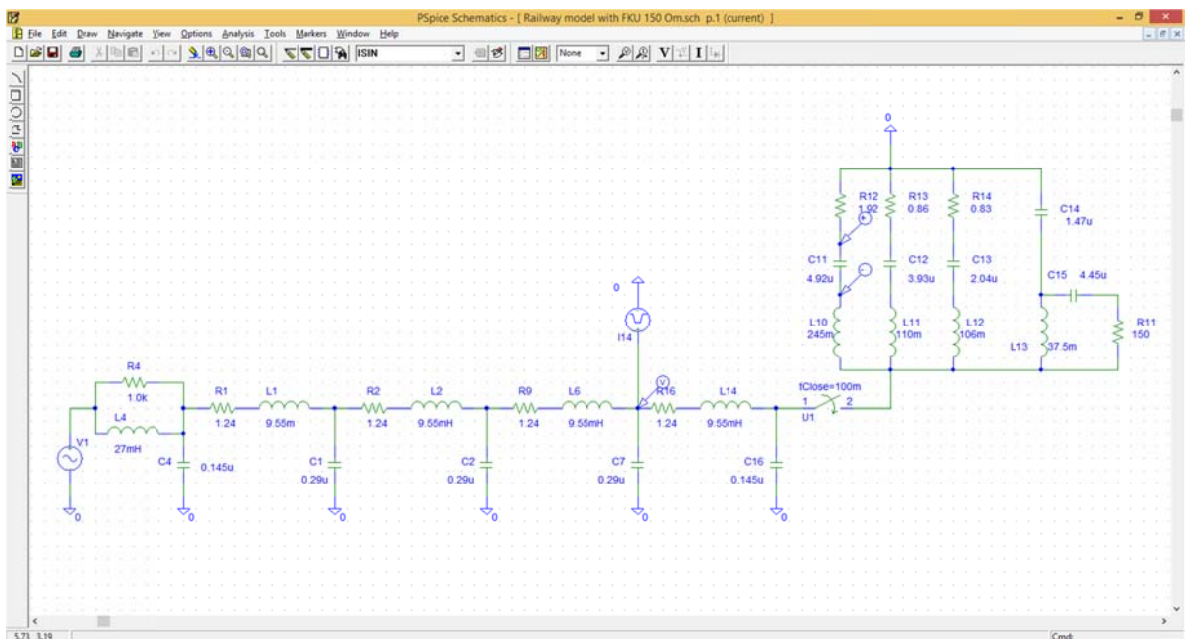 PSpice Schematics - [ Railway model with FKU 150 Om.sch p.1 (current) ]
File Edit Draw Navigate View Options Analysis Tools Markers Window Help
ISIN None V I
0
R12 R13 R14
1.92 0.86 0.83
C14
1.47u
C11 C12 C13
4.92u 3.93u 2.04u
C15 4.45u
L10 L11 L12
245m 110m 106m
L13 37.5m
R11
150
0
I14
V
tClose=100m
1 2
U1
R4
1.0k
L4
27mH
V1
R1 L1 R2 L2 R9 L6 R16 L14
1.24 9.55m 1.24 9.55mH 1.24 9.55mH 1.24 9.55mH
C4 0.145u
C1 C2 C7 C16
0.29u 0.29u 0.29u 0.145u
0 0 0 0 0 0
5.73, 3.19 Cmd: